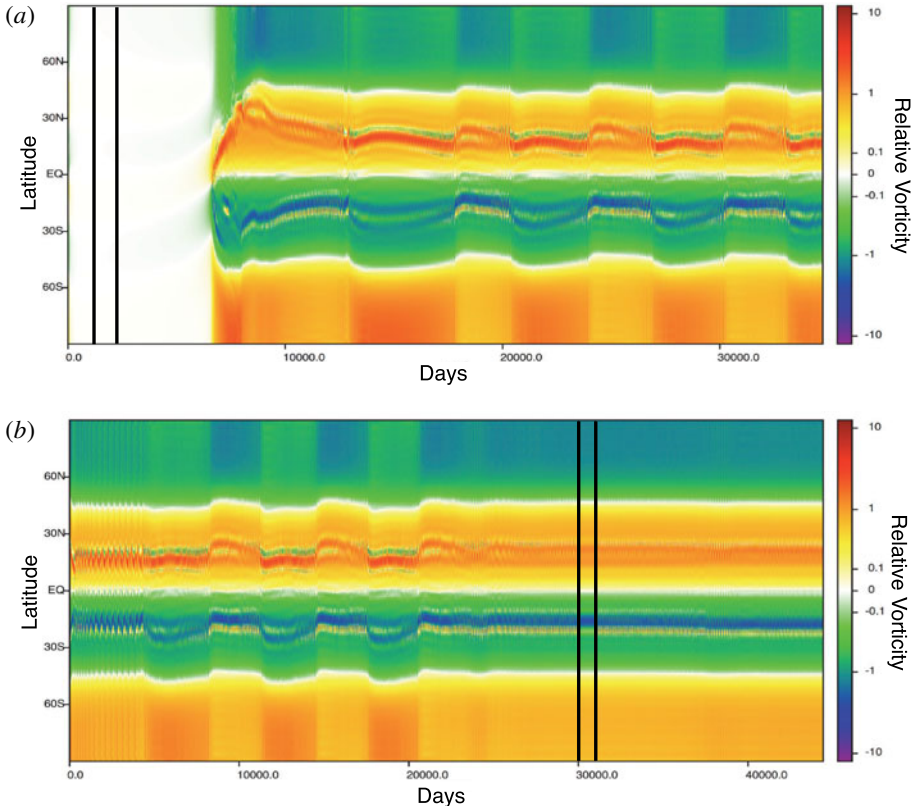 (a)
60N
30N
EQ
30S
60S
Latitude
0.0
10000.0
20000.0
30000.0
Days
10
1
0.1
0
-0.1
-1
-10
Relative Vorticity
(b)
60N
30N
EQ
30S
60S
Latitude
0.0
10000.0
20000.0
30000.0
40000.0
Days
10
1
0.1
0
-0.1
-1
-10
Relative Vorticity